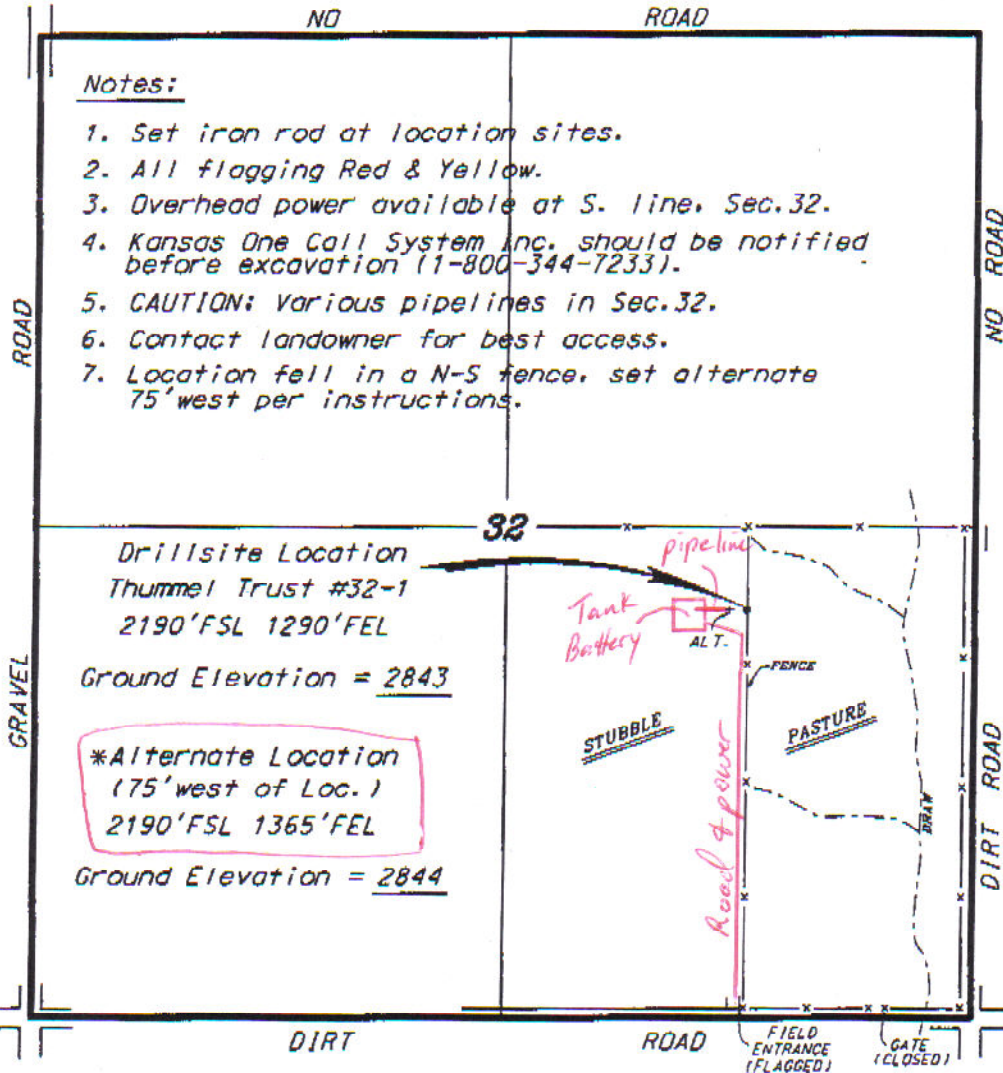 NO ROAD
Notes:
1. Set iron rod at location sites.
2. All flagging Red & Yellow.
3. Overhead power available at S. line, Sec.32.
4. Kansas One Call System Inc. should be notified
before excavation (1-800-344-7233).
5. CAUTION: Various pipelines in Sec.32.
6. Contact landowner for best access.
7. Location fell in a N-S fence, set alternate
75'west per instructions.
GRAVEL ROAD
NO ROAD
32
Drillsite Location
Thummel Trust #32-1
2190'FSL 1290'FEL
Ground Elevation = 2843
*Alternate Location
(75'west of Loc.)
2190'FSL 1365'FEL
Ground Elevation = 2844
pipeline
Tank
Battery
ALT.
FENCE
STUBBLE
PASTURE
Road & power
DRAW
DIRT ROAD
DIRT ROAD
FIELD
ENTRANCE
(FLAGGED)
GATE
(CLOSED)